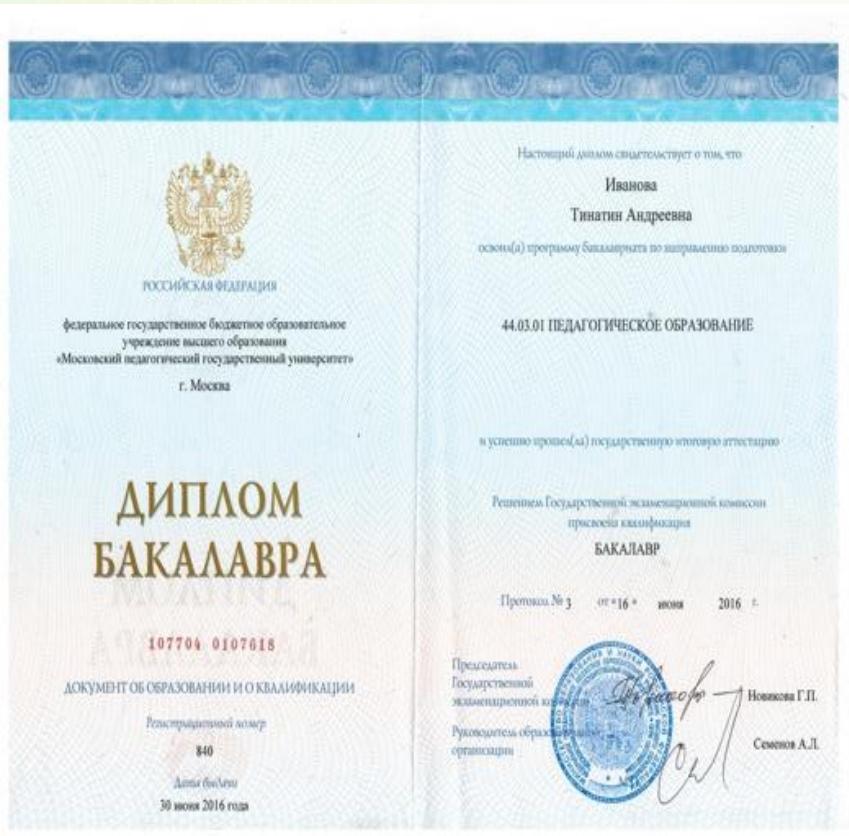 РОССИЙСКАЯ ФЕДЕРАЦИЯ
федеральное государственное бюджетное образовательное
учреждение высшего образования
«Московский педагогический государственный университет»
г. Москва
ДИПЛОМ
БАКАЛАВРА
107704 0107618
ДОКУМЕНТ ОБ ОБРАЗОВАНИИ И О КВАЛИФИКАЦИИ
Регистрационный номер
840
Дата выдачи
30 июня 2016 года
Настоящий диплом свидетельствует о том, что
Иванова
Тинатин Андреевна
освоил(а) программу бакалавриата по направлению подготовки
44.03.01 ПЕДАГОГИЧЕСКОЕ ОБРАЗОВАНИЕ
и успешно прошел(ла) государственную итоговую аттестацию
Решением Государственной экзаменационной комиссии
присвоена квалификация
БАКАЛАВР
Протокол № 3 от «16» июня 2016 г.
Председатель
Государственной
экзаменационной
Новикова Г.П.
Руководитель
организации
Семенов А.Л.